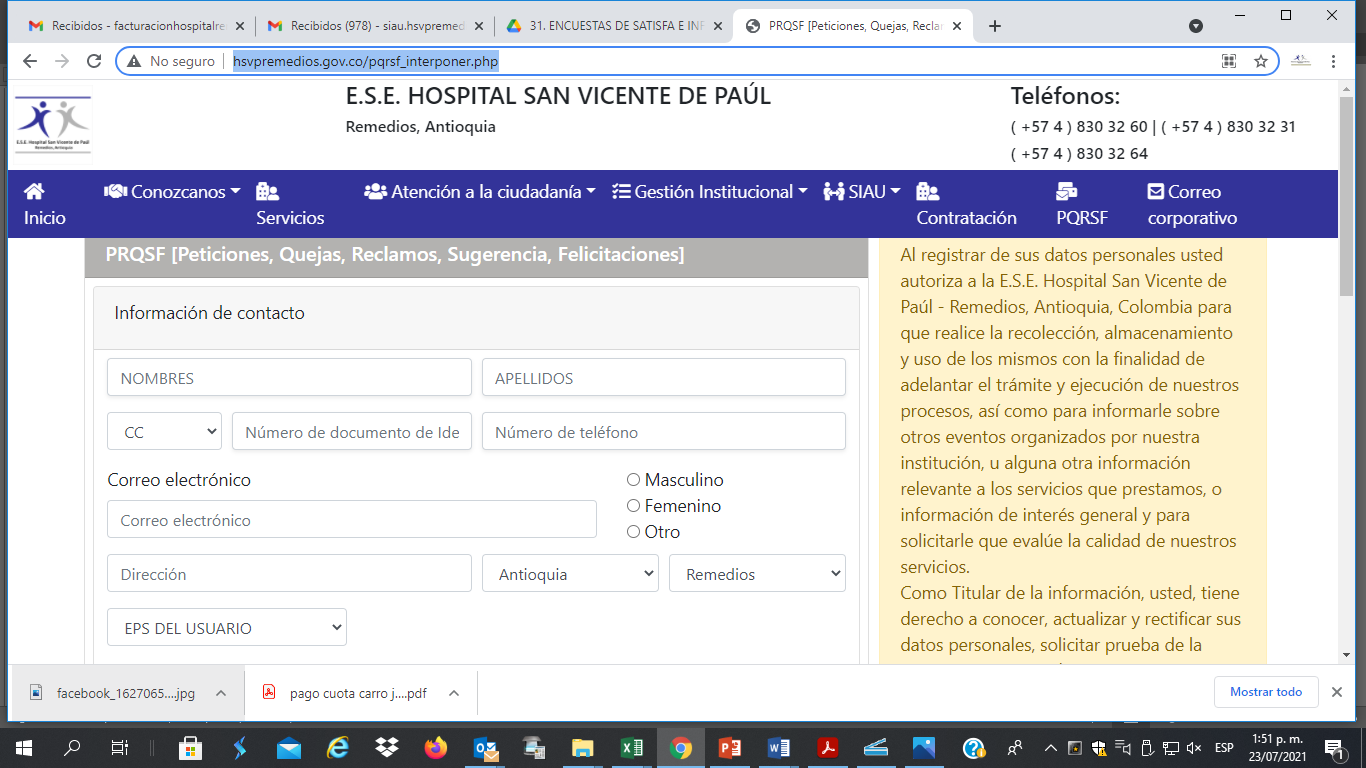 Recibidos - facturacionhospitalre
Recibidos (978) - siau.hsvpremed
31. ENCUESTAS DE SATISFA E INF
PRQSF [Peticiones, Quejas, Reclar
No seguro
hsvpremedios.gov.co/pqrsf_interponer.php
E.S.E. Hospital San Vicente de Paúl
Remedios, Antioquia
E.S.E. HOSPITAL SAN VICENTE DE PAÚL
Remedios, Antioquia
Teléfonos:
( +57 4 ) 830 32 60 | ( +57 4 ) 830 32 31
( +57 4 ) 830 32 64
Inicio
Conozcanos
Servicios
Atención a la ciudadanía
Gestión Institucional
SIAU
Contratación
PQRSF
Correo
corporativo
PRQSF [Peticiones, Quejas, Reclamos, Sugerencia, Felicitaciones]
Información de contacto
NOMBRES
APELLIDOS
CC
Número de documento de Ide
Número de teléfono
Correo electrónico
Masculino
Femenino
Otro
Correo electrónico
Dirección
Antioquia
Remedios
EPS DEL USUARIO
Al registrar de sus datos personales usted
autoriza a la E.S.E. Hospital San Vicente de
Paúl - Remedios, Antioquia, Colombia para
que realice la recolección, almacenamiento
y uso de los mismos con la finalidad de
adelantar el trámite y ejecución de nuestros
procesos, así como para informarle sobre
otros eventos organizados por nuestra
institución, u alguna otra información
relevante a los servicios que prestamos, o
información de interés general y para
solicitarle que evalúe la calidad de nuestros
servicios.
Como Titular de la información, usted, tiene
derecho a conocer, actualizar y rectificar sus
datos personales, solicitar prueba de la
facebook_1627065....jpg
pago cuota carro j....pdf
Mostrar todo
ESP
1:51 p. m.
23/07/2021
1